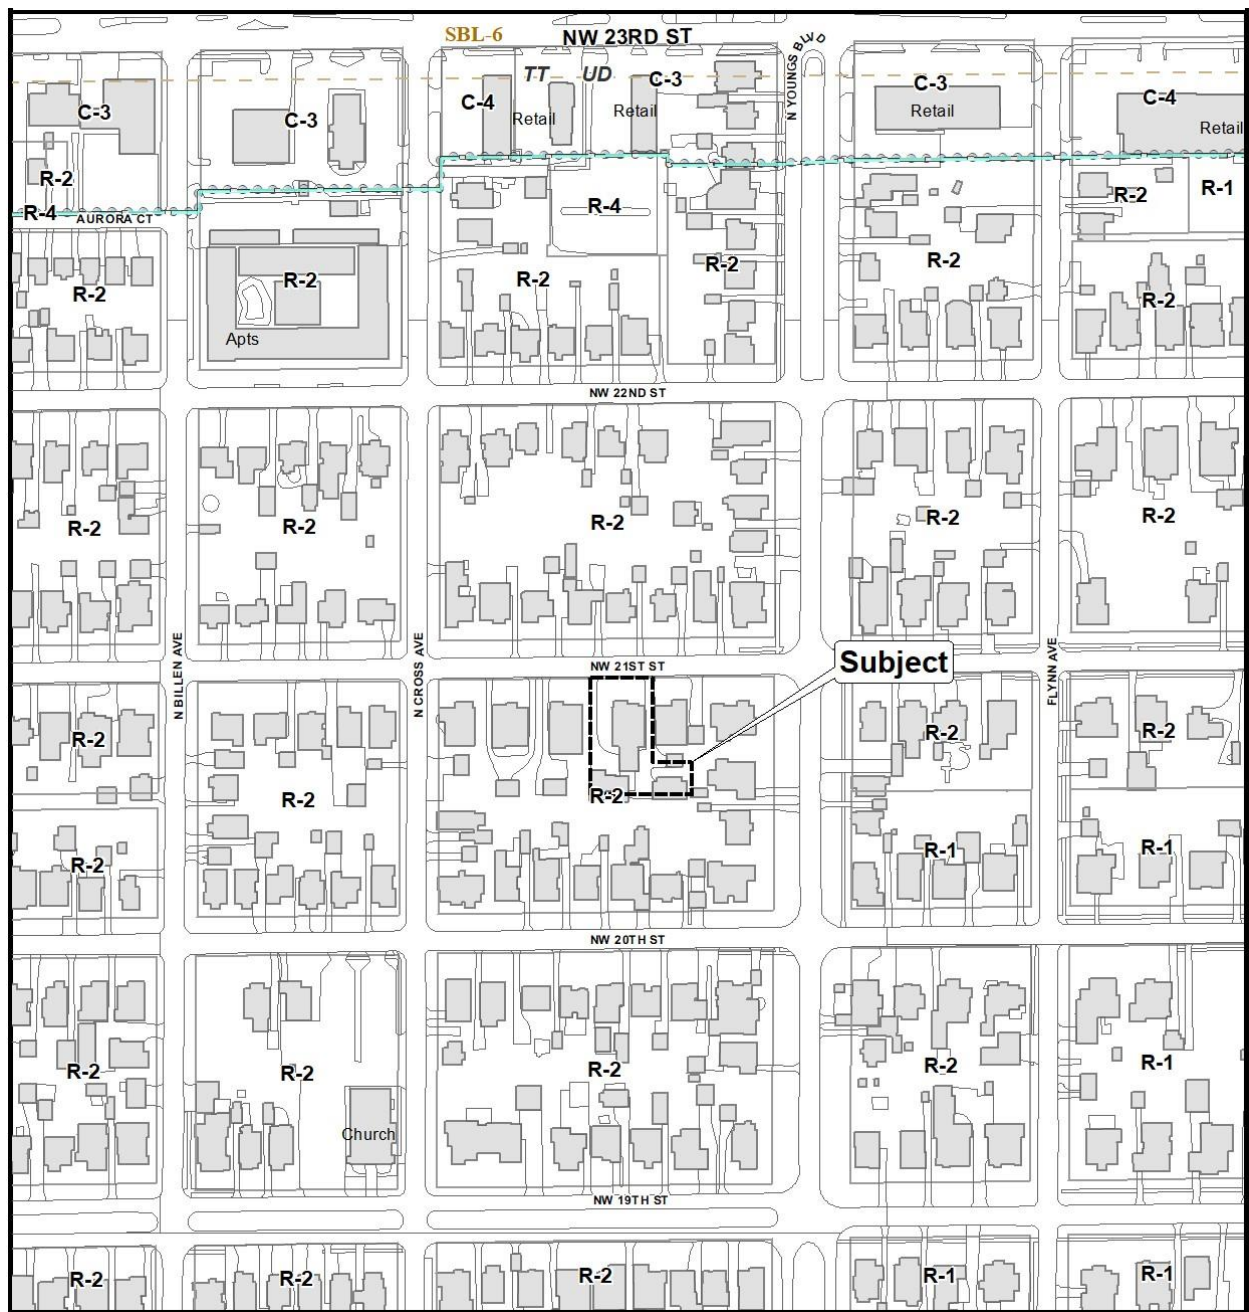 SBL-6
NW 23RD ST
N YOUNGS BLVD
TT
UD
C-3
C-3
C-4
Retail
Retail
C-3
C-3
Retail
C-4
Retail
R-2
R-4
AURORA CT
R-4
R-2
R-1
R-2
R-2
R-2
R-2
R-2
R-2
Apts
NW 22ND ST
R-2
R-2
R-2
R-2
R-2
N BILLEN AVE
N CROSS AVE
NW 21ST ST
Subject
FLYNN AVE
R-2
R-2
R-2
R-2
R-2
R-2
R-1
R-1
NW 20TH ST
R-2
R-2
R-2
R-2
R-1
Church
NW 19TH ST
R-2
R-2
R-2
R-1
R-1